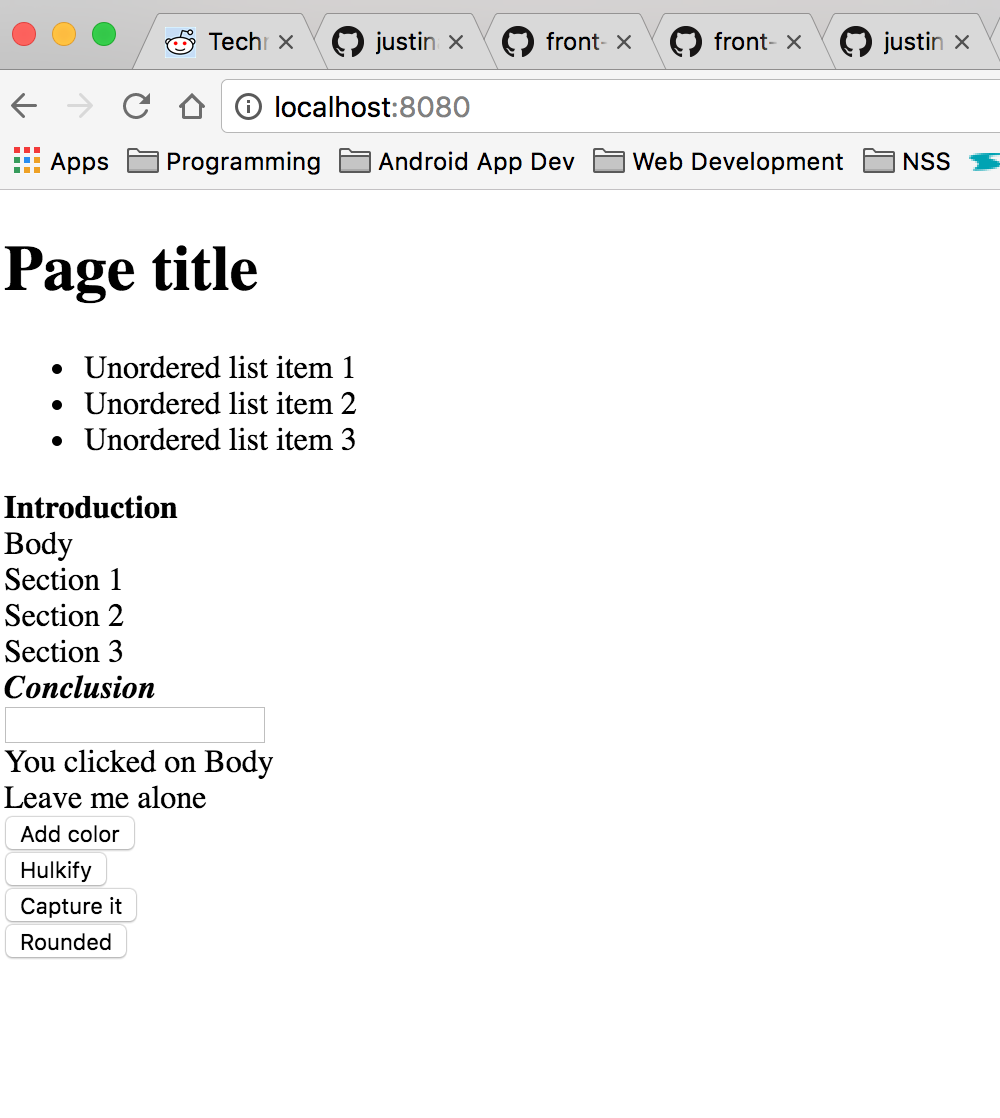 Techr justin front- front- justin
localhost:8080
Apps Programming Android App Dev Web Development NSS
Page title
Unordered list item 1
Unordered list item 2
Unordered list item 3
Introduction
Body
Section 1
Section 2
Section 3
Conclusion
You clicked on Body
Leave me alone
Add color
Hulkify
Capture it
Rounded